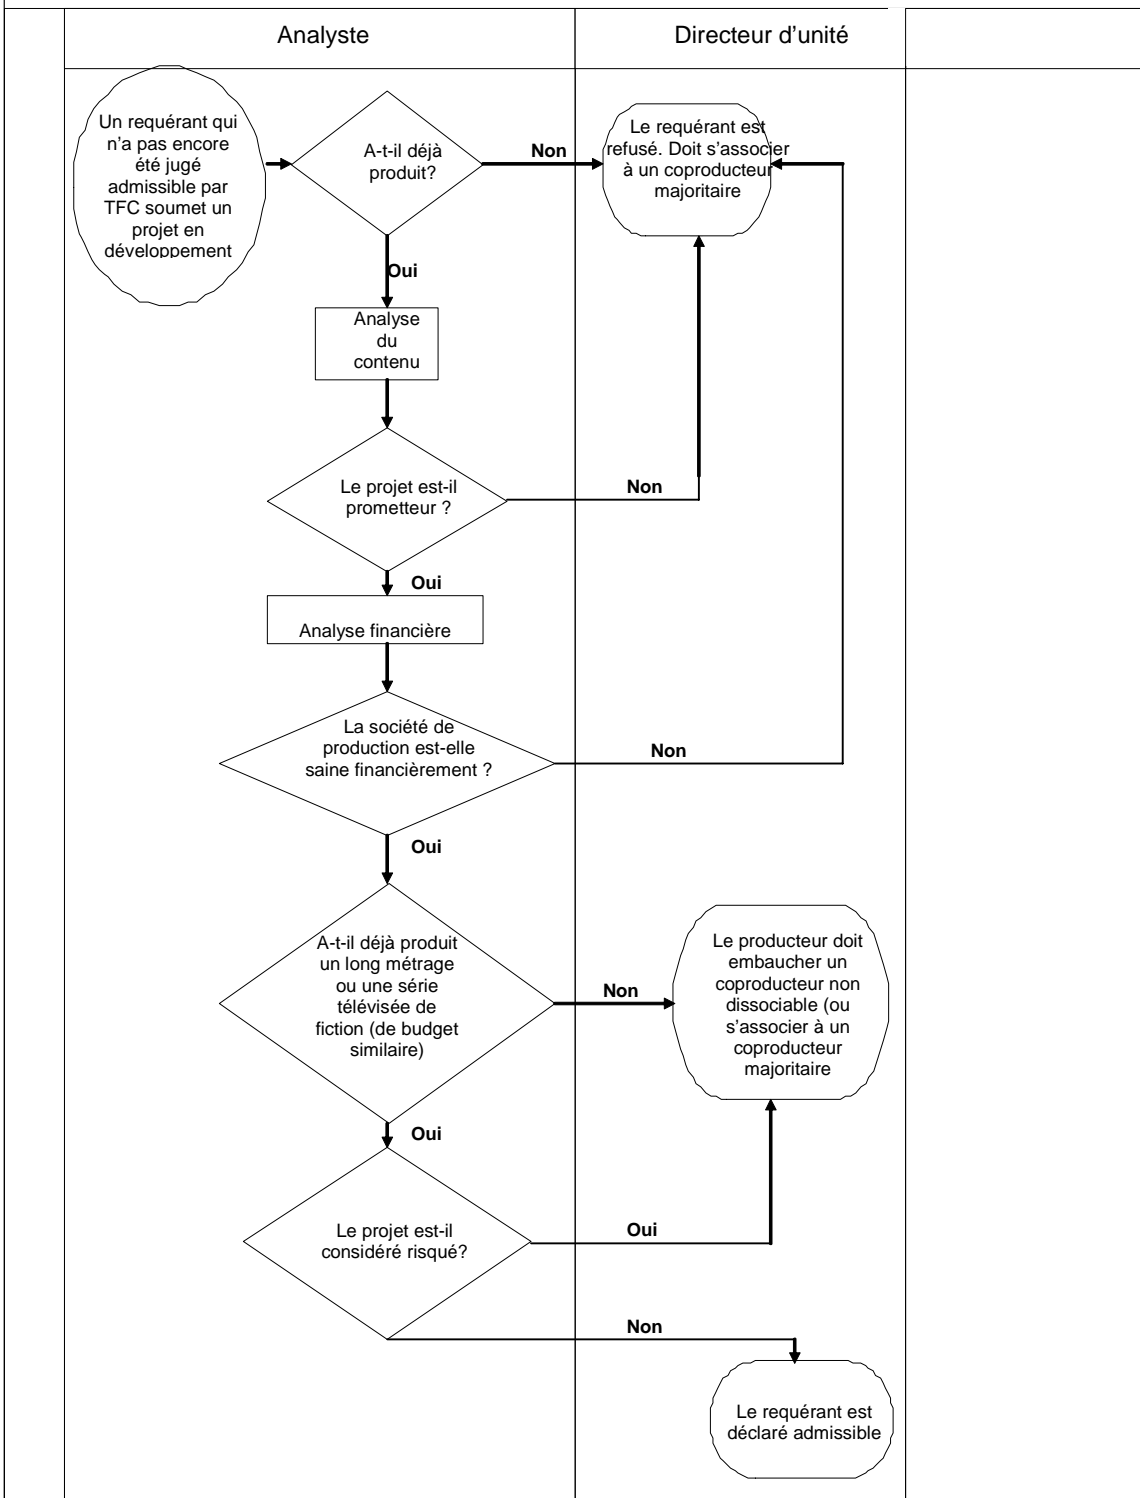 Analyste
Directeur d'unité
Un requérant qui
n'a pas encore
été jugé
admissible par
TFC soumet un
projet en
développement
A-t-il déjà
produit?
Non
Le requérant est
refusé. Doit s'associer
à un coproducteur
majoritaire
Oui
Analyse
du
contenu
Le projet est-il
prometteur ?
Non
Oui
Analyse financière
La société de
production est-elle
saine financièrement ?
Non
Oui
A-t-il déjà produit
un long métrage
ou une série
télévisée de
fiction (de budget
similaire)
Non
Le producteur doit
embaucher un
coproducteur non
dissociable (ou
s'associer à un
coproducteur
majoritaire
Oui
Le projet est-il
considéré risqué?
Oui
Non
Le requérant est
déclaré admissible